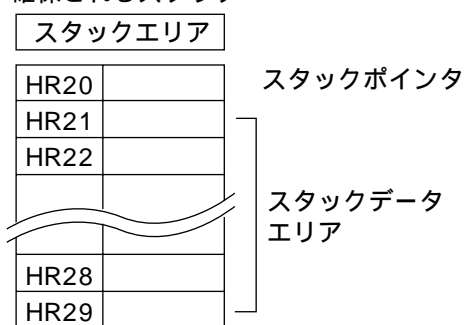 スタックエリア
HR20
スタックポインタ
HR21
HR22
スタックデータ
エリア
HR28
HR29